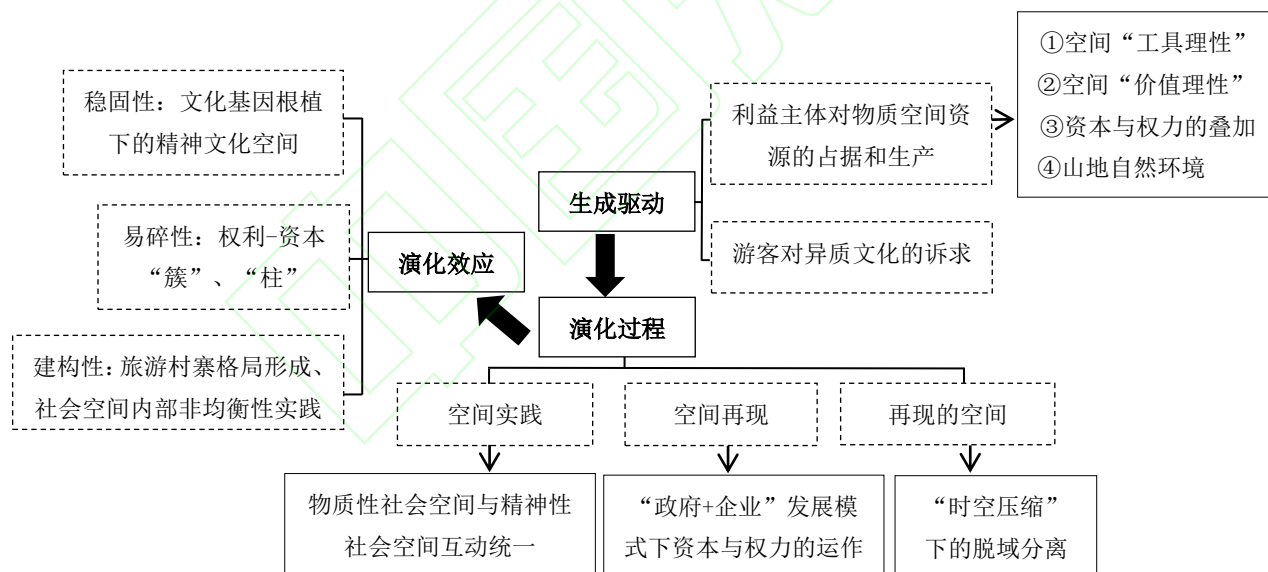 ①空间“工具理性”
②空间“价值理性”
③资本与权力的叠加
④山地自然环境
稳固性：文化基因根植
下的精神文化空间
利益主体对物质空间资
源的占据和生产
生成驱动
易碎性：权利-资本
“簇”、“柱”
演化效应
游客对异质文化的诉求
演化过程
建构性：旅游村寨格局形成、
社会空间内部非均衡性实践
空间实践
空间再现
再现的空间
物质性社会空间与精神性
社会空间互动统一
“政府+企业”发展模
式下资本与权力的运作
“时空压缩”
下的脱域分离